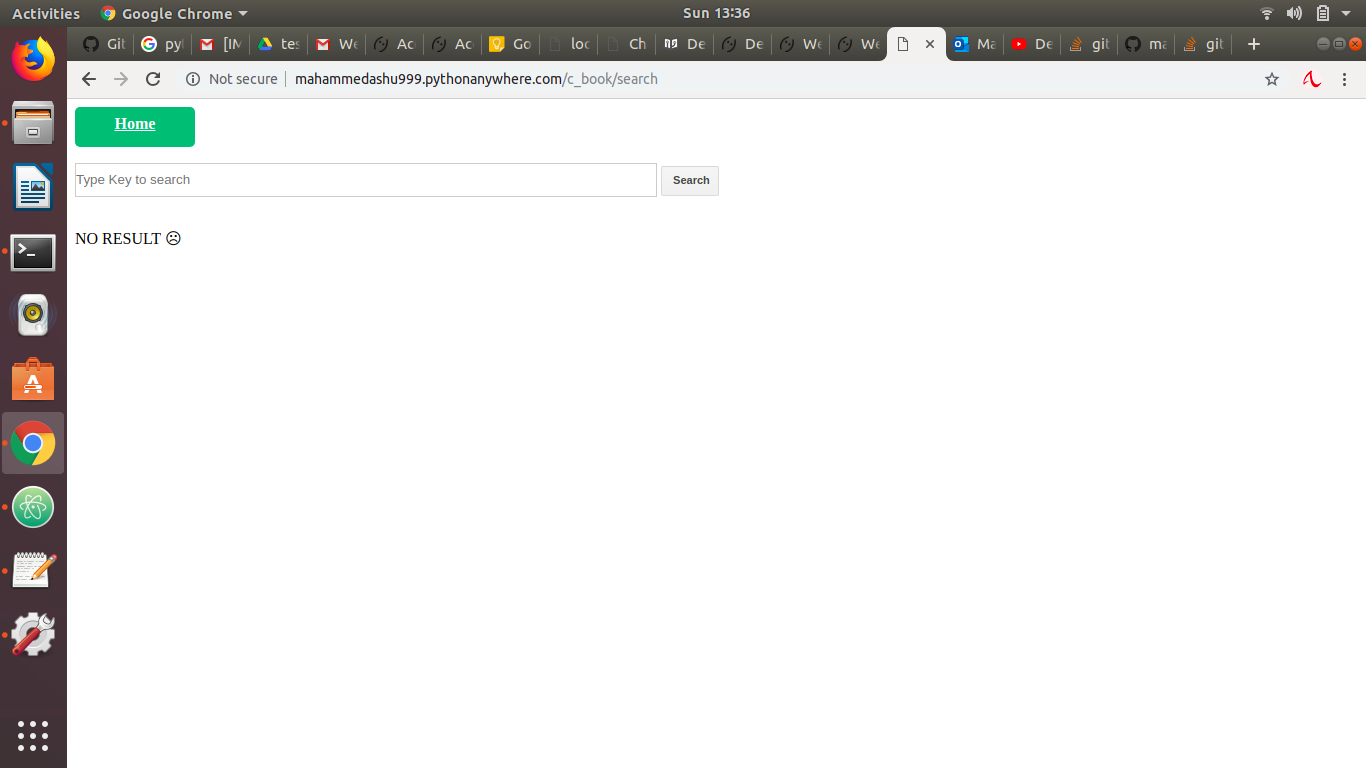 Activities Google Chrome Sun 13:36
Git pyt [IM tes We Ac Ac Go loc Ch De De We We Ma De git ma git
Not secure mahammedashu999.pythonanywhere.com/c_book/search
Home
Type Key to search Search
NO RESULT ☹